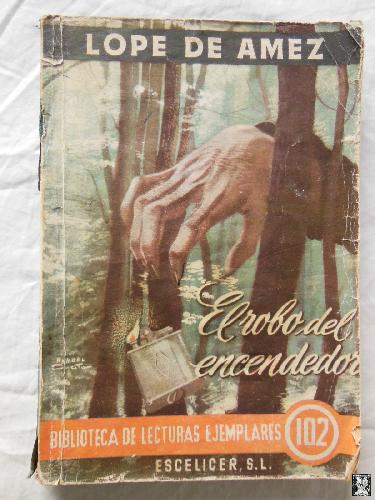 LOPE DE AMEZ
El robo del
encendedor
BIBLIOTECA DE LECTURAS EJEMPLARES
102
ESCELICER, S.L.